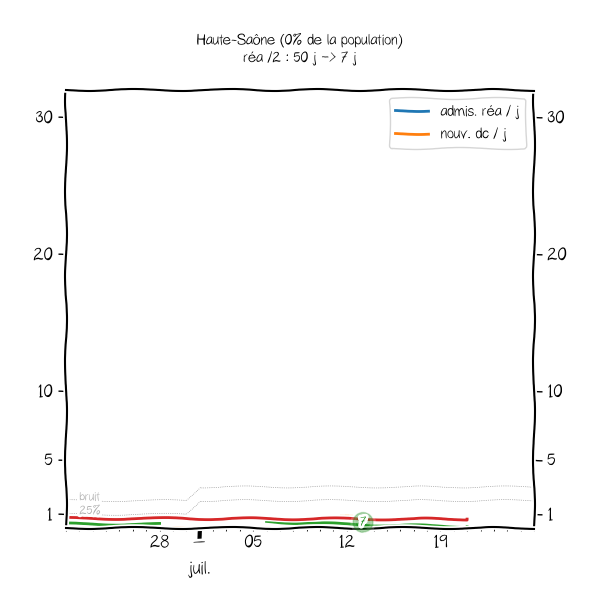 Haute-Saône (0% de la population)
réa /2 : 50 j -> 7 j
admis. réa / j
nouv. dc / j
30
30
20
20
10
10
5
5
bruit
25%
1
1
7
28
05
12
19
juil.